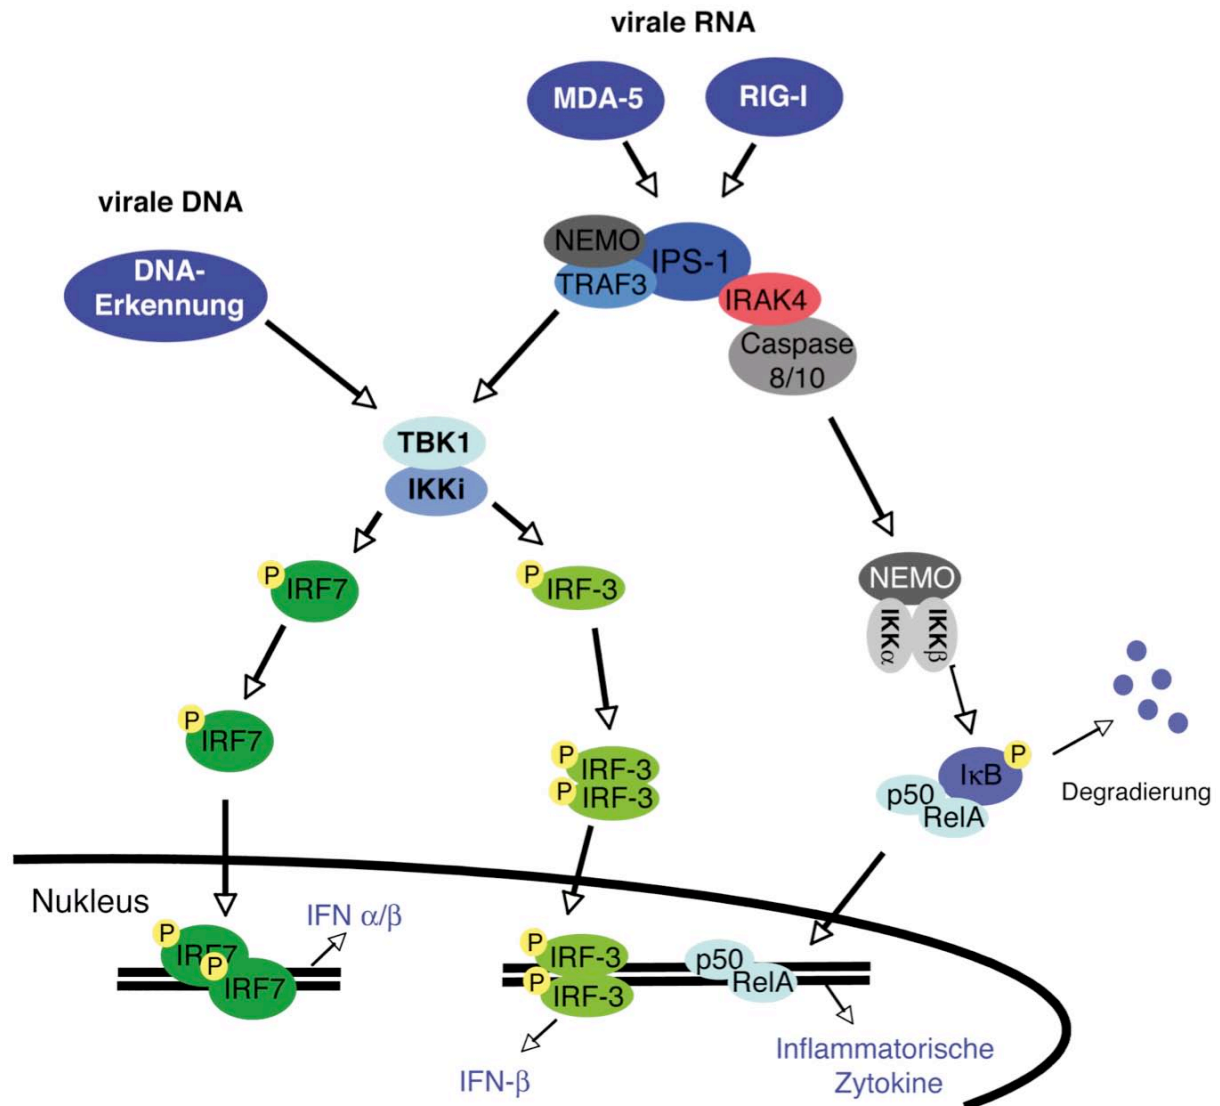 virale RNA
MDA-5
RIG-I
virale DNA
DNA-
Erkennung
NEMO
IPS-1
TRAF3
IRAK4
Caspase
8/10
TBK1
IKKi
P
IRF7
P
IRF-3
NEMO
IKKα
IKKβ
P
IRF7
P
IRF-3
P
IRF-3
P
IκB
p50
RelA
Degradierung
Nukleus
IFN α/β
P
IRF7
P
IRF7
P
IRF-3
P
IRF-3
p50
RelA
IFN-β
Inflammatorische
Zytokine